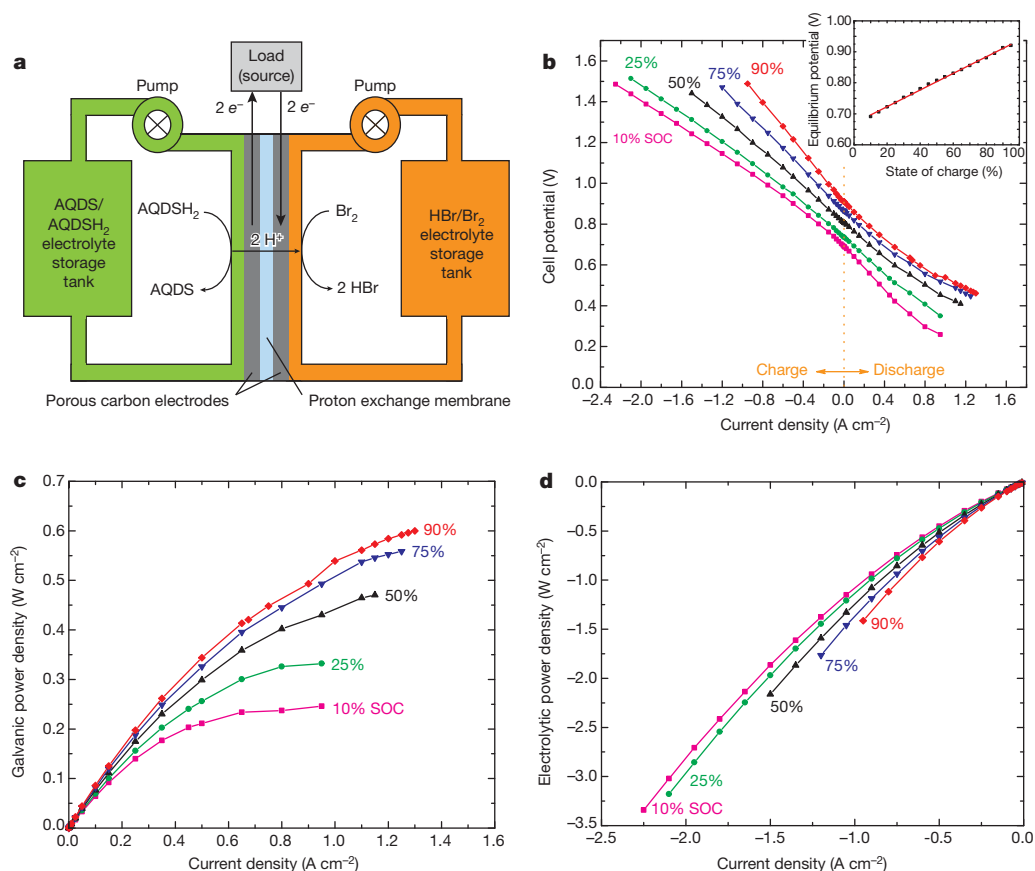 a
Load
(source)
Pump
Pump
2 e⁻
2 e⁻
AQDS/
AQDSH₂
electrolyte
storage
tank
AQDSH₂
Br₂
2 H⁺
AQDS
2 HBr
HBr/Br₂
electrolyte
storage
tank
Porous carbon electrodes
Proton exchange membrane
b
Cell potential (V)
1.8
1.6
1.4
1.2
1.0
0.8
0.6
0.4
0.2
0.0
25%
50%
75%
90%
10% SOC
Charge
Discharge
−2.4 −2.0 −1.6 −1.2 −0.8 −0.4 0.0 0.4 0.8 1.2 1.6
Current density (A cm⁻²)
Equilibrium potential (V)
1.00
0.90
0.80
0.70
0.60
0 20 40 60 80 100
State of charge (%)
c
Galvanic power density (W cm⁻²)
0.7
0.6
0.5
0.4
0.3
0.2
0.1
0.0
90%
75%
50%
25%
10% SOC
0.0 0.2 0.4 0.6 0.8 1.0 1.2 1.4 1.6
Current density (A cm⁻²)
d
Electrolytic power density (W cm⁻²)
0.0
−0.5
−1.0
−1.5
−2.0
−2.5
−3.0
−3.5
90%
75%
50%
25%
10% SOC
−2.5 −2.0 −1.5 −1.0 −0.5 0.0
Current density (A cm⁻²)